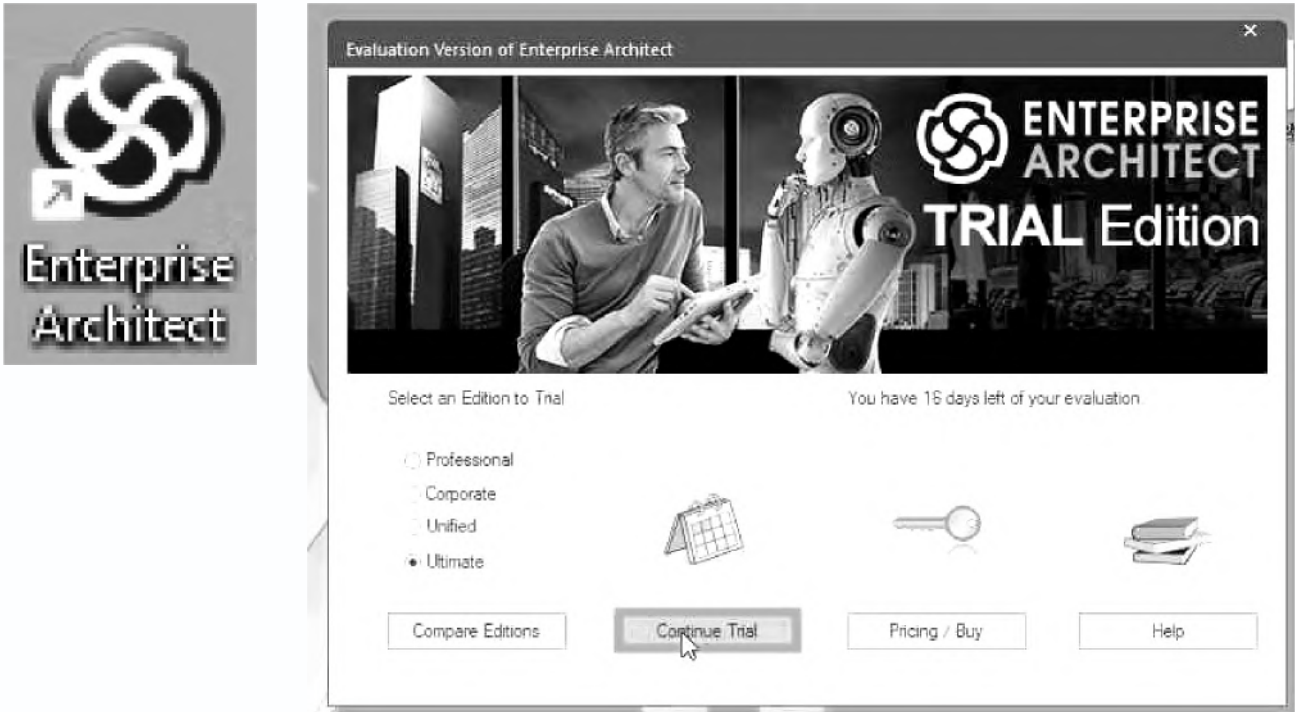 Enterprise
Architect
Evaluation Version of Enterprise Architect
ENTERPRISE
ARCHITECT
TRIAL Edition
Select an Edition to Trial
You have 16 days left of your evaluation
Professional
Corporate
Unified
Ultimate
Compare Editions
Continue Trial
Pricing / Buy
Help